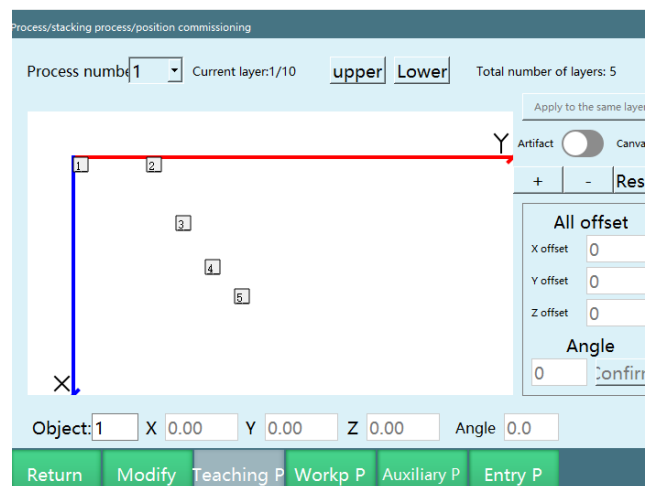 Process/stacking process/position commissioning
Process numbe 1 Current layer:1/10 upper Lower Total number of layers: 5
Apply to the same layer
Y Artifact Canva
1 2
+ - Res
3
All offset
X offset 0
4
Y offset 0
5
Z offset 0
Angle
X 0 Confirm
Object: 1 X 0.00 Y 0.00 Z 0.00 Angle 0.0
Return Modify Teaching P Workp P Auxiliary P Entry P